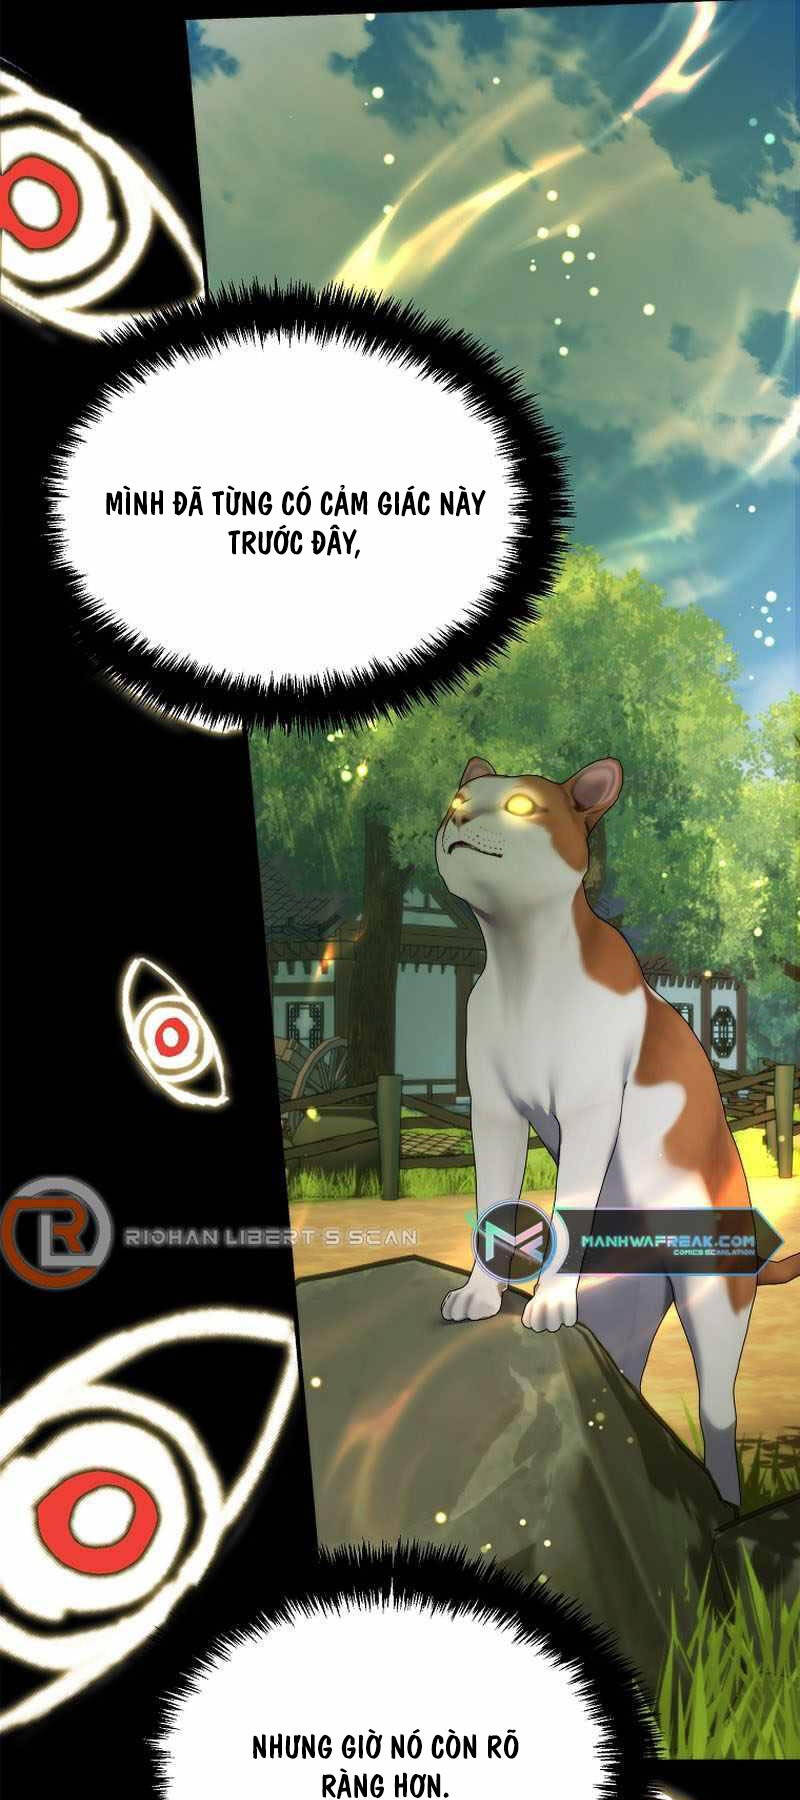 MÌNH ĐÃ TỪNG CÓ CẢM GIÁC NÀY
TRƯỚC ĐÂY,
RIOHAN LIBERT'S SCAN
MANHWAFREAK.COM
COMICS SCANLATION
NHƯNG GIỜ NÓ CÒN RÕ
RÀNG HƠN.